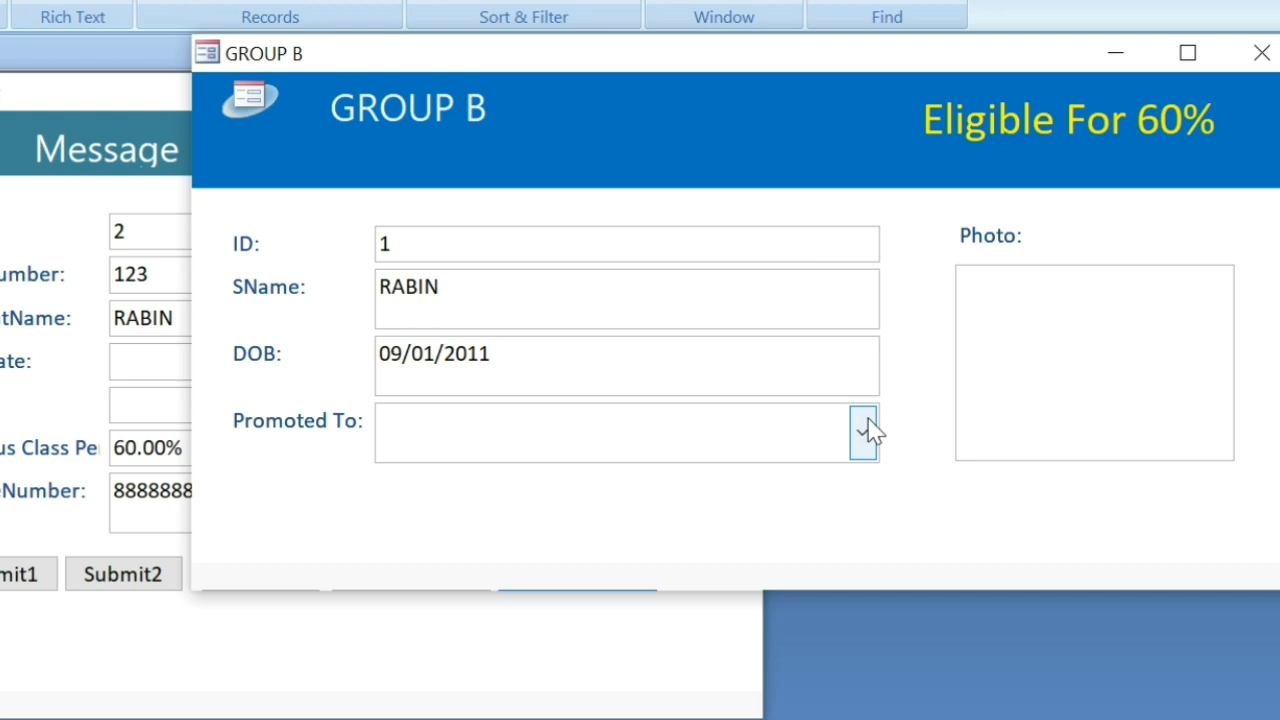 Rich Text
Records
Sort & Filter
Window
Find
GROUP B
GROUP B
Eligible For 60%
Message
2
umber:
123
tName:
RABIN
ate:
us Class Pe
60.00%
Number:
8888888
mit1
Submit2
ID:
1
SName:
RABIN
DOB:
09/01/2011
Promoted To:
Photo: